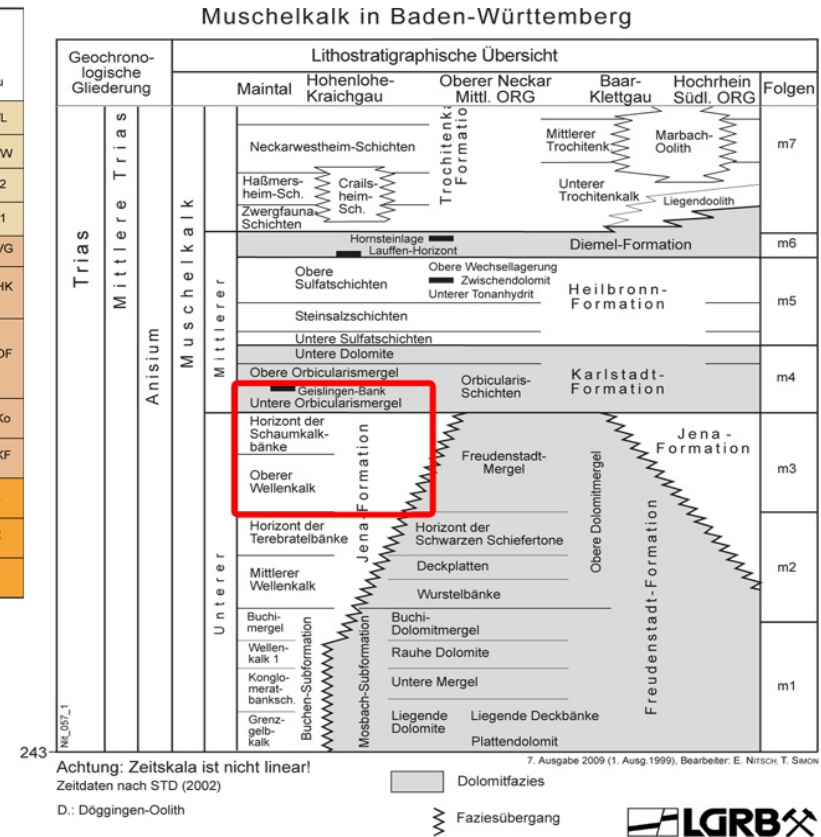 Muschelkalk in Baden-Württemberg
Geochrono-
logische
Gliederung
Lithostratigraphische Übersicht
Maintal
Hohenlohe-
Kraichgau
Oberer Neckar
Mittl. ORG
Baar-
Klettgau
Hochrhein
Südl. ORG
Folgen
Trias
Mittlere Trias
Anisium
Muschelkalk
Mittlerer
Unterer
Neckarwestheim-Schichten
Haßmers-
heim-Sch.
Crails-
heim-
Sch.
Zwergfauna-
Schichten
Trochitenk
Formation
Mittlerer
Trochitenk
Marbach-
Oolith
Unterer
Trochitenkalk
Liegendoolith
m7
Hornsteinlage
Lauffen-Horizont
Diemel-Formation
m6
Obere
Sulfatschichten
Obere Wechsellagerung
Zwischendolomit
Unterer Tonanhydrit
Heilbronn-
Formation
m5
Steinsalzschichten
Untere Sulfatschichten
Untere Dolomite
Obere Orbicularismergel
Geislingen-Bank
Untere Orbicularismergel
Orbicularis-
Schichten
Karlstadt-
Formation
m4
Horizont der
Schaumkalk-
bänke
Oberer
Wellenkalk
Jena-Formation
Freudenstadt-
Mergel
Obere Dolomitmergel
Jena-
Formation
m3
Horizont der
Terebratelbänke
Horizont der
Schwarzen Schiefertone
Mittlerer
Wellenkalk
Deckplatten
Wurstelbänke
Freudenstadt-Formation
m2
Buchi-
mergel
Buchi-
Dolomitmergel
Wellen-
kalk 1
Rauhe Dolomite
Konglo-
merat-
banksch.
Untere Mergel
Grenz-
gelb-
kalk
Buchen-Subformation
Mosbach-Subformation
Liegende
Dolomite
Liegende Deckbänke
Plattendolomit
m1
Nit_057_1
243
Achtung: Zeitskala ist nicht linear!
Zeitdaten nach STD (2002)
D.: Döggingen-Oolith
7. Ausgabe 2009 (1. Ausg.1999), Bearbeiter: E. NITSCH, T. SIMON
Dolomitfazies
Faziesübergang
LGRB